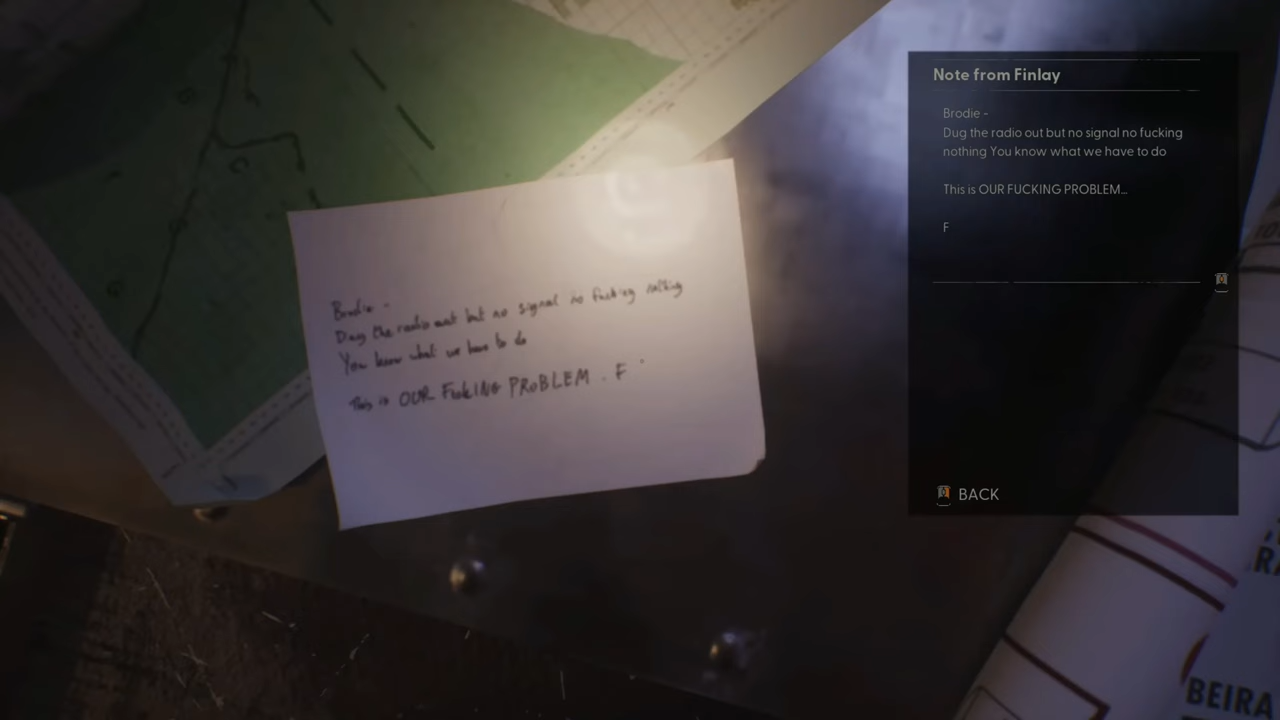 Brodie -
Dug the radio out but no signal no fucking nothing
You know what we have to do
This is OUR FUCKING PROBLEM . F
Note from Finlay
Brodie -
Dug the radio out but no signal no fucking
nothing You know what we have to do
This is OUR FUCKING PROBLEM...
F
BACK
BEIRA